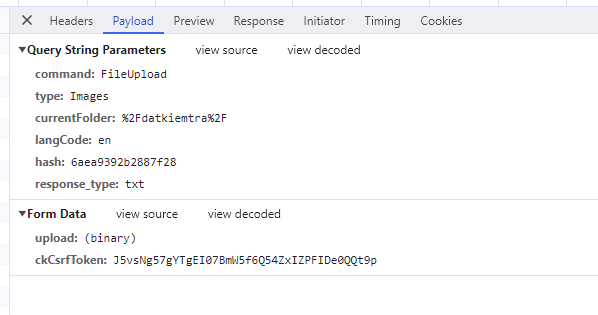 Headers Payload Preview Response Initiator Timing Cookies
Query String Parameters view source view decoded
command: FileUpload
type: Images
currentFolder: %2Fdatkiemtra%2F
langCode: en
hash: 6aea9392b2887f28
response_type: txt
Form Data view source view decoded
upload: (binary)
ckCsrfToken: J5vsNg57gYTgEI07BmW5f6Q54ZxIZPFIDe0QQt9p